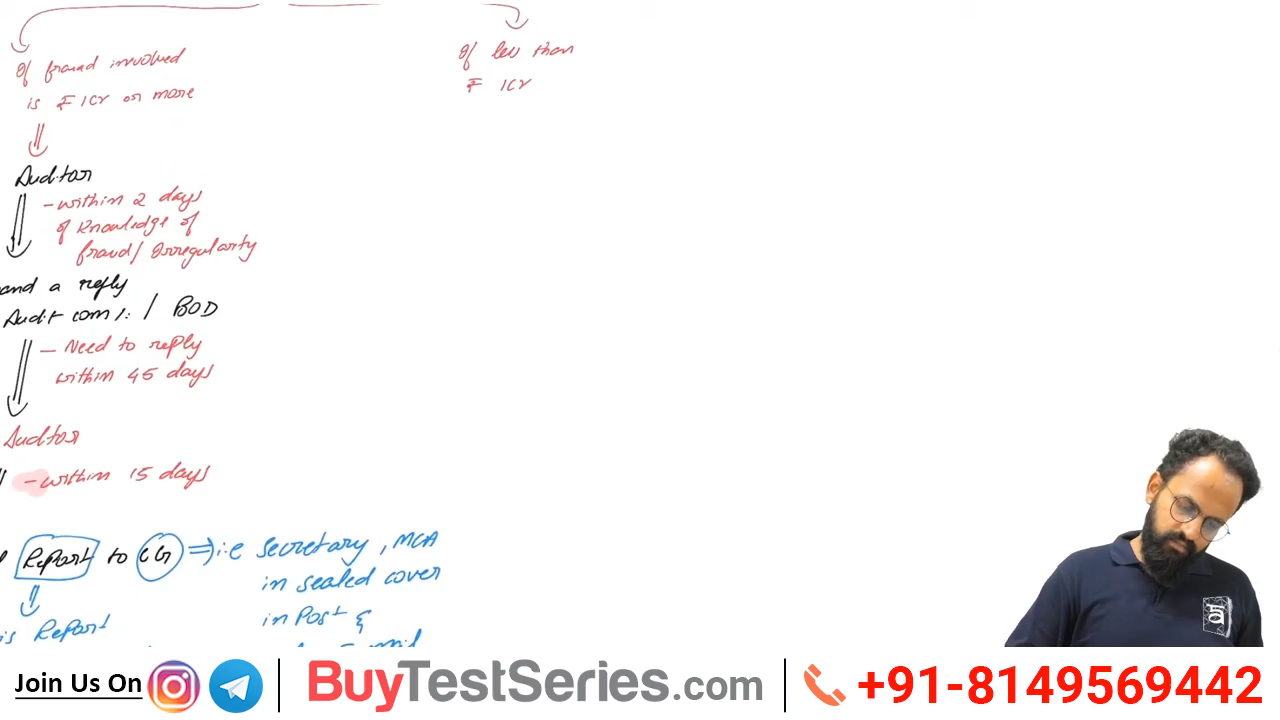 If fraud involved
is ₹ 1Cr or more
If less than
₹ 1Cr
Auditor
- within 2 days
of Knowledge of
fraud/ Irregularity
and a reply
Audit com/: / BOD
- Need to reply
within 45 days
Auditor
- within 15 days
Report to CG ⇒ i.e Secretary, MCA
in sealed cover
in Post &
is Report
Join Us On
BuyTestSeries.com
+91-8149569442